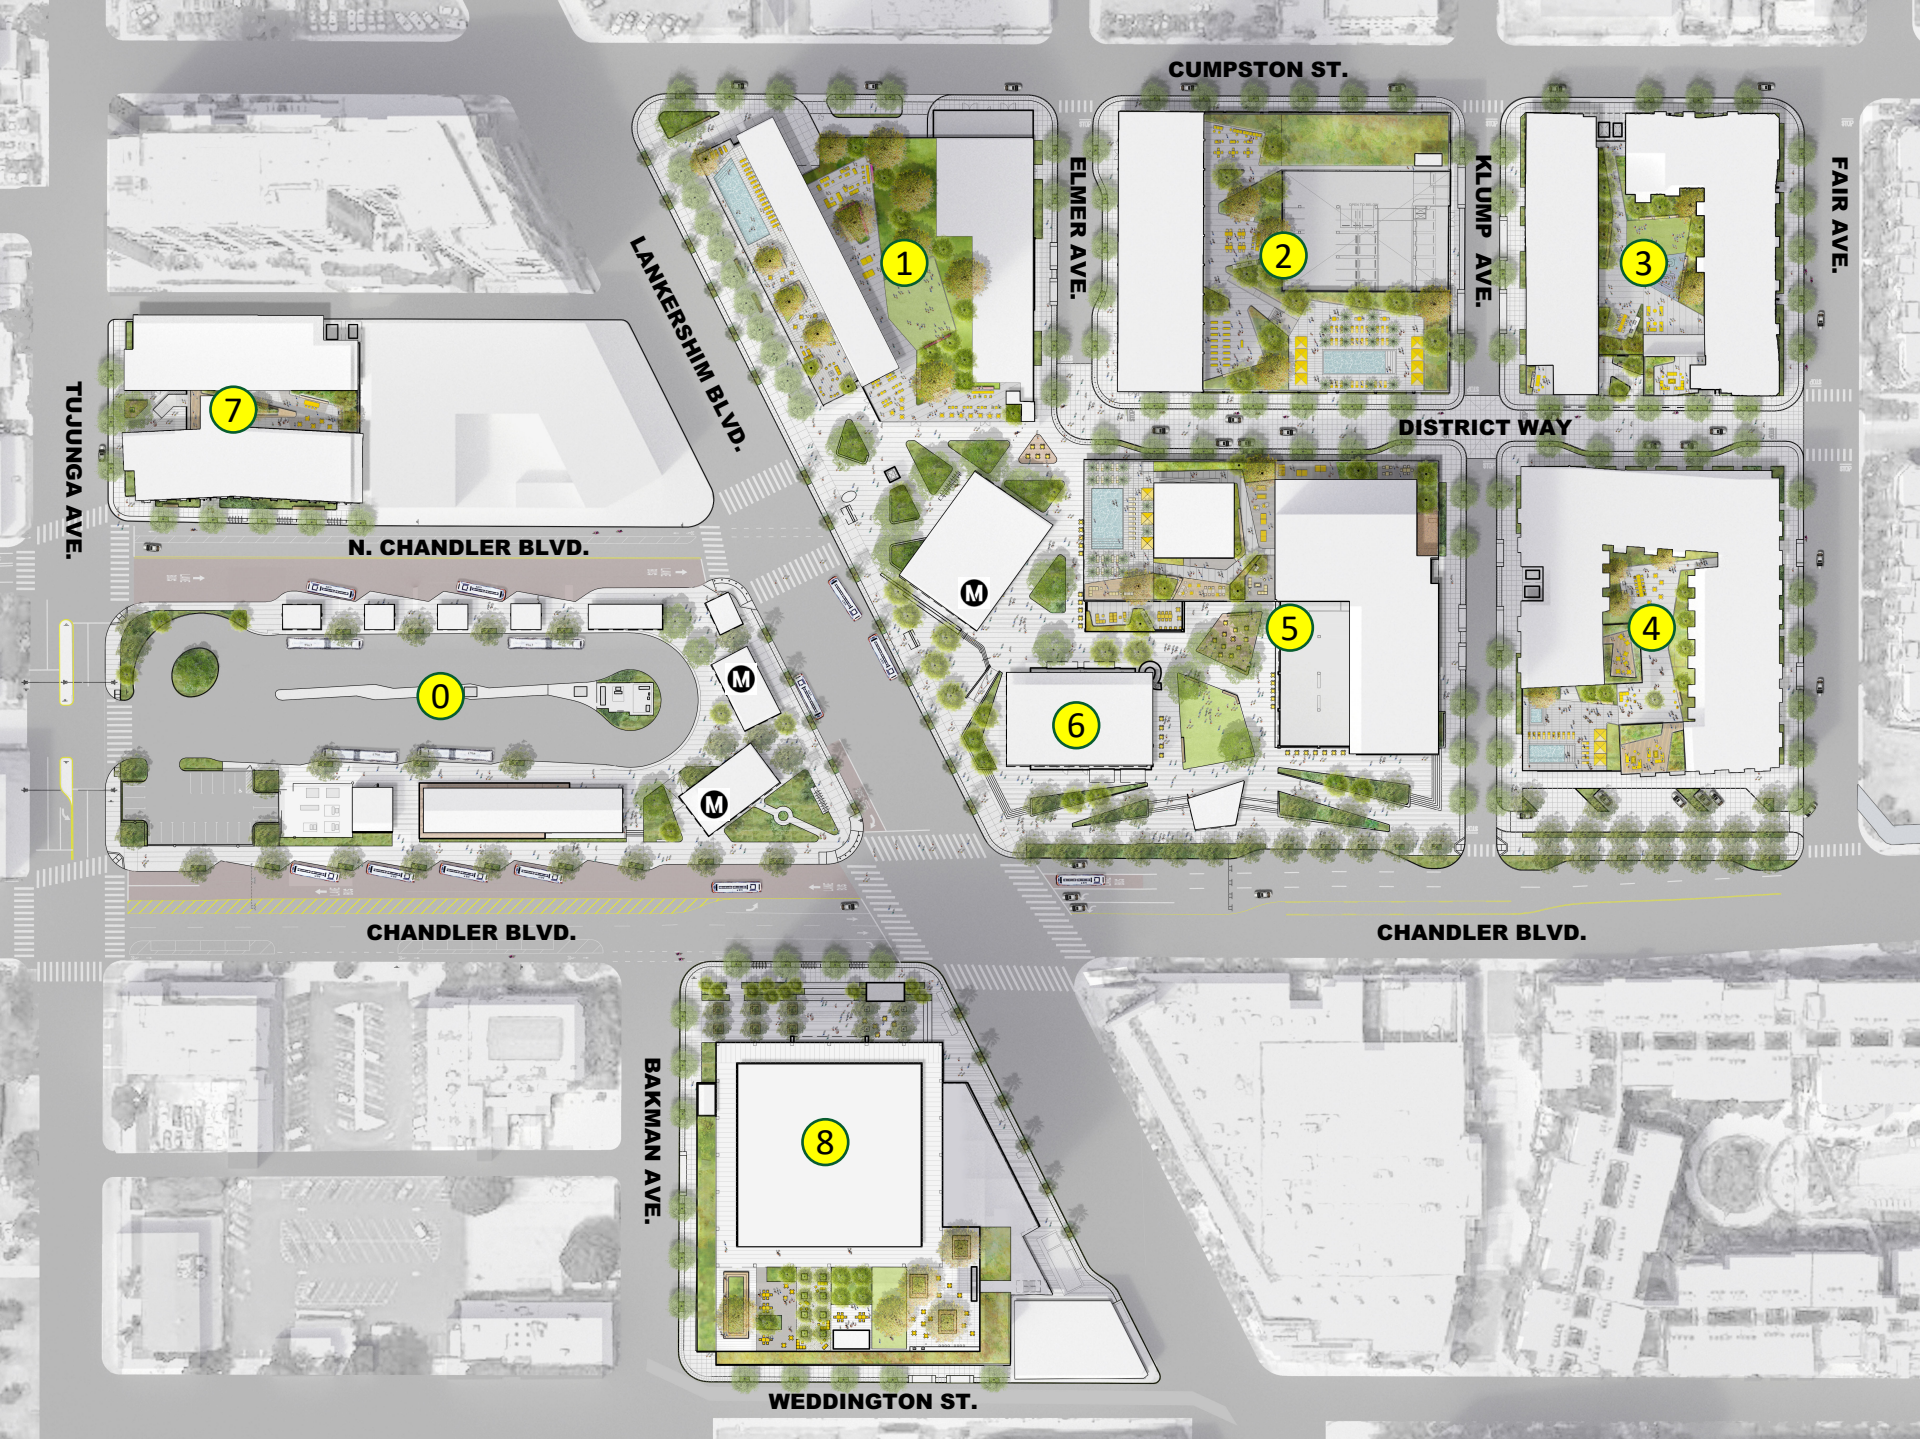 CUMPSTON ST.
ELMER AVE.
KLUMP AVE.
FAIR AVE.
LANKERSHIM BLVD.
1
2
3
TUJUNGA AVE.
7
DISTRICT WAY
N. CHANDLER BLVD.
M
M
M
0
5
4
6
CHANDLER BLVD.
CHANDLER BLVD.
BAKMAN AVE.
8
WEDDINGTON ST.